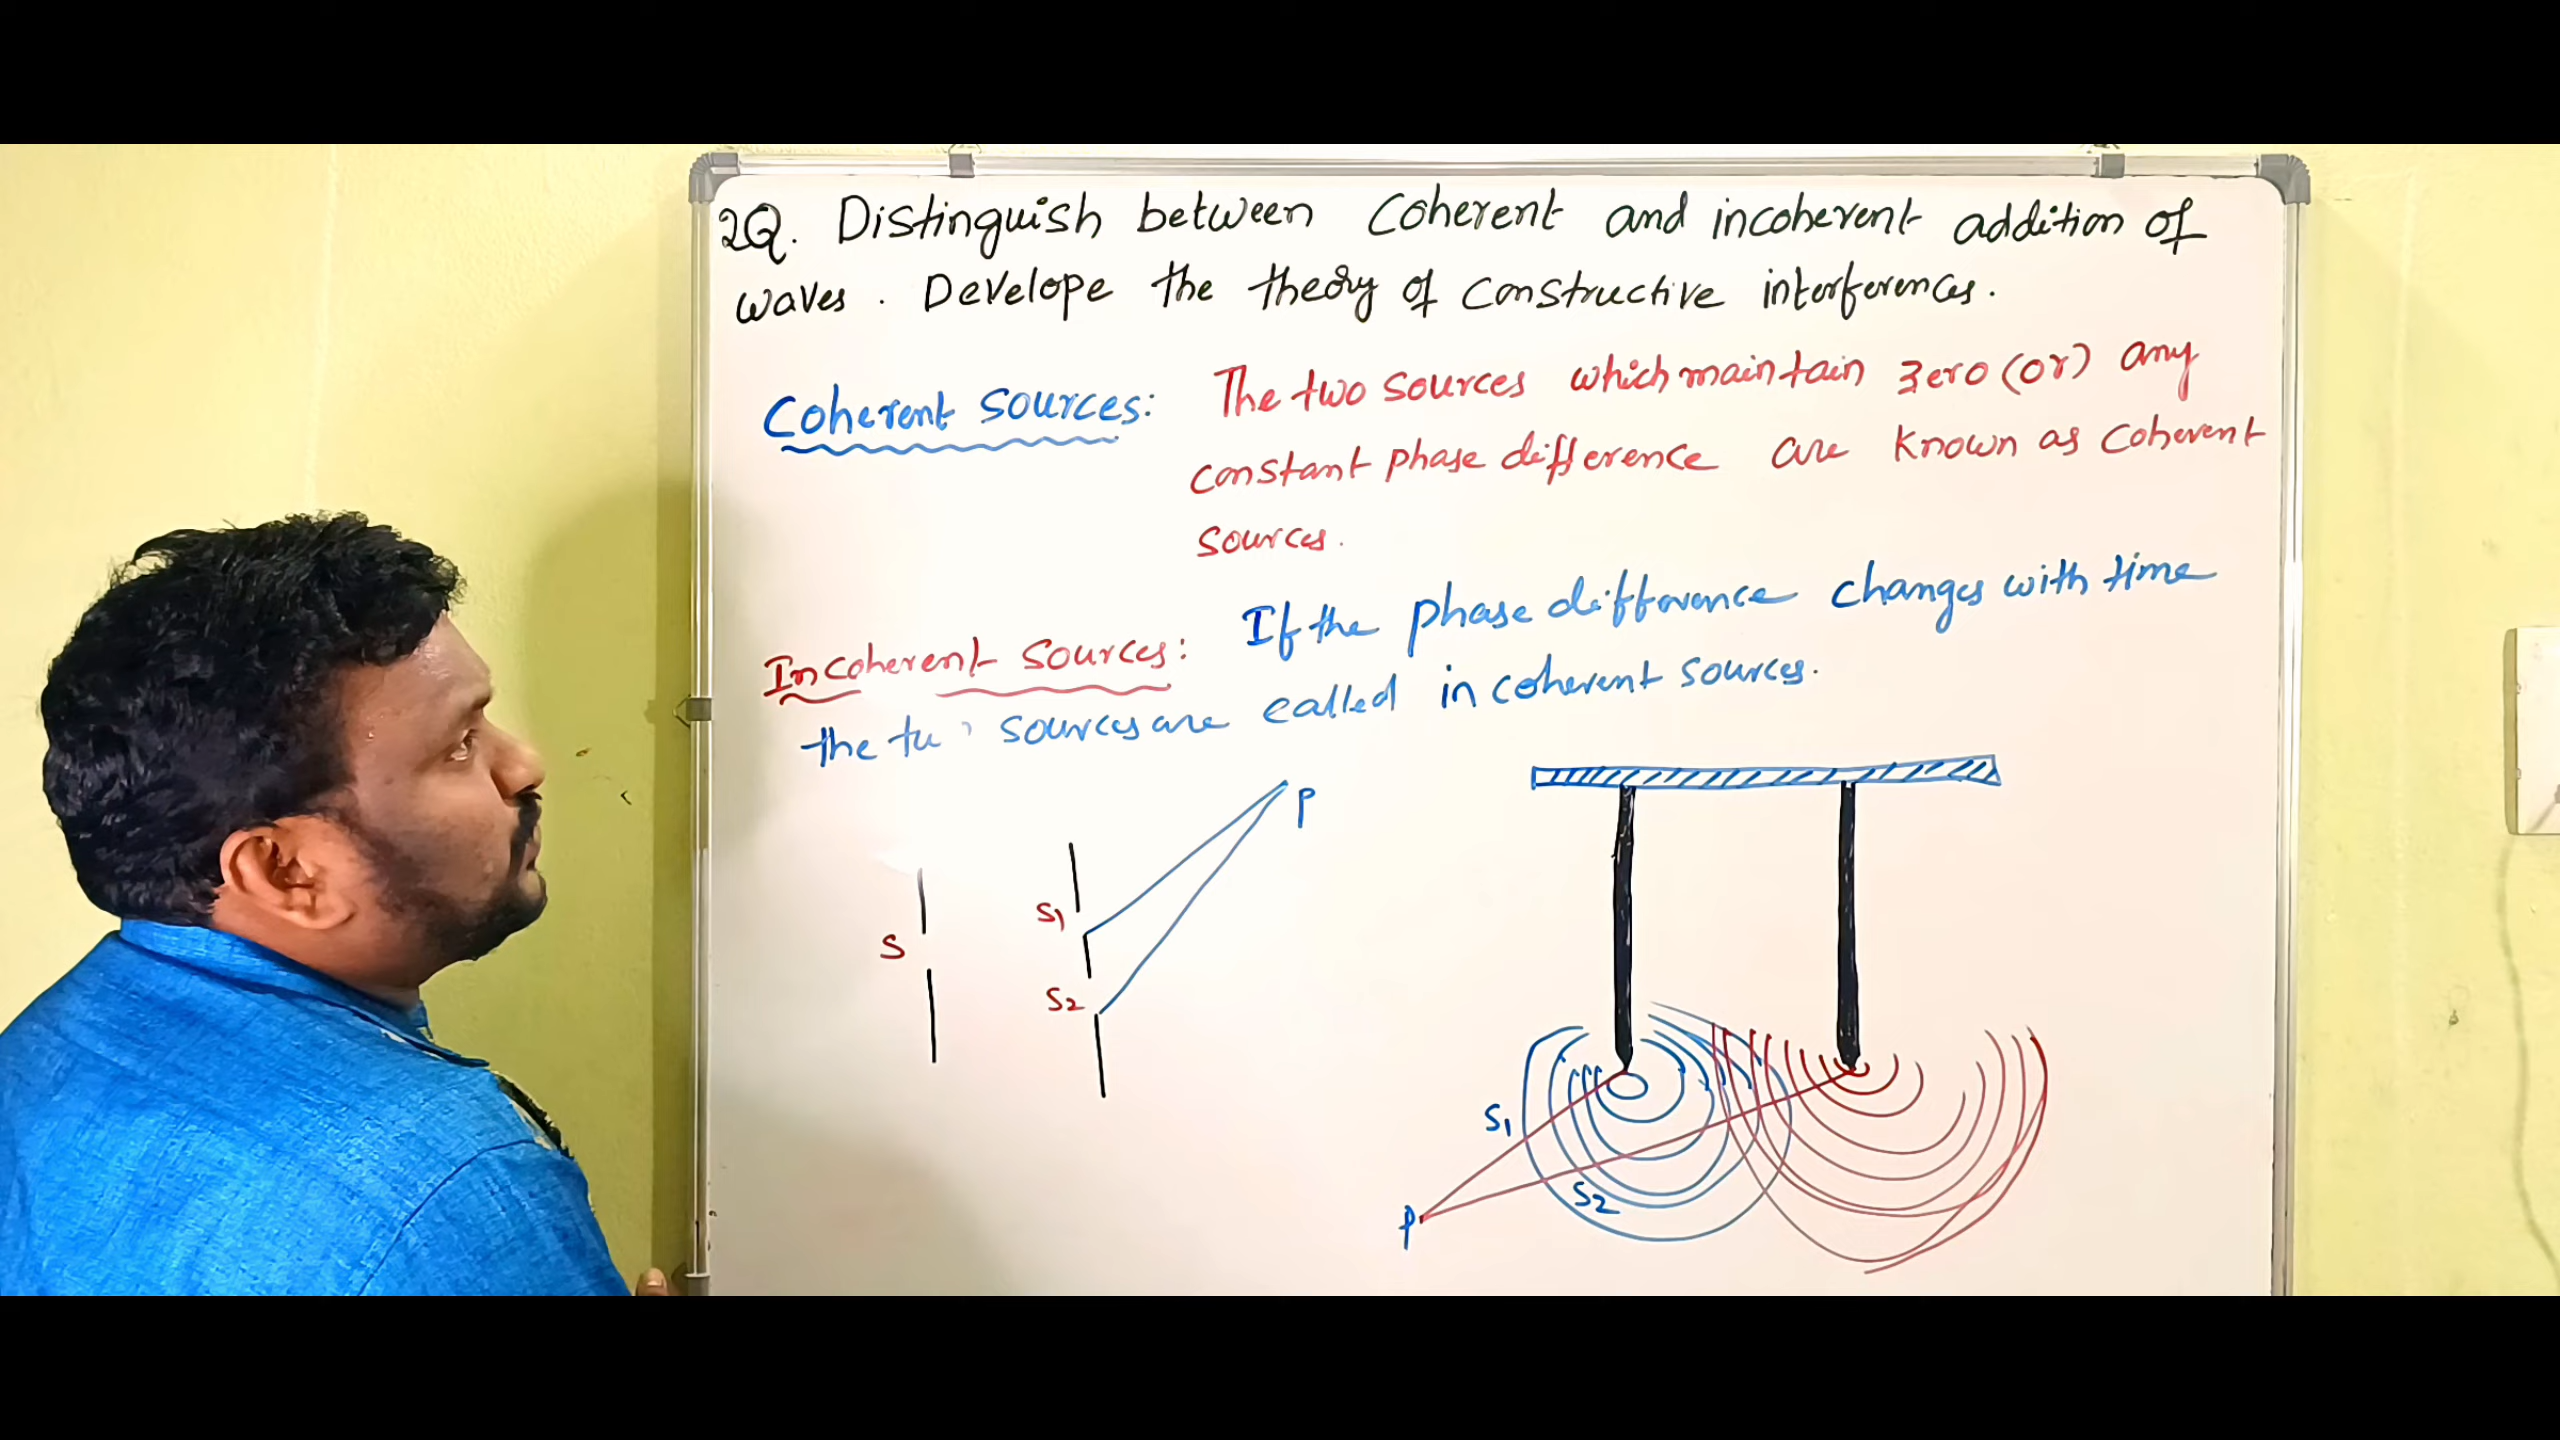 2Q. Distinguish between Coherent and incoherent addition of
waves. Develope the theory of constructive interferences.
Coherent Sources: The two sources which maintain zero (or) any
constant phase difference are known as coherent
sources.
Incoherent Sources: If the phase difference changes with time
the sources are called incoherent sources.
P
S1
S
S2
S1
S2
P